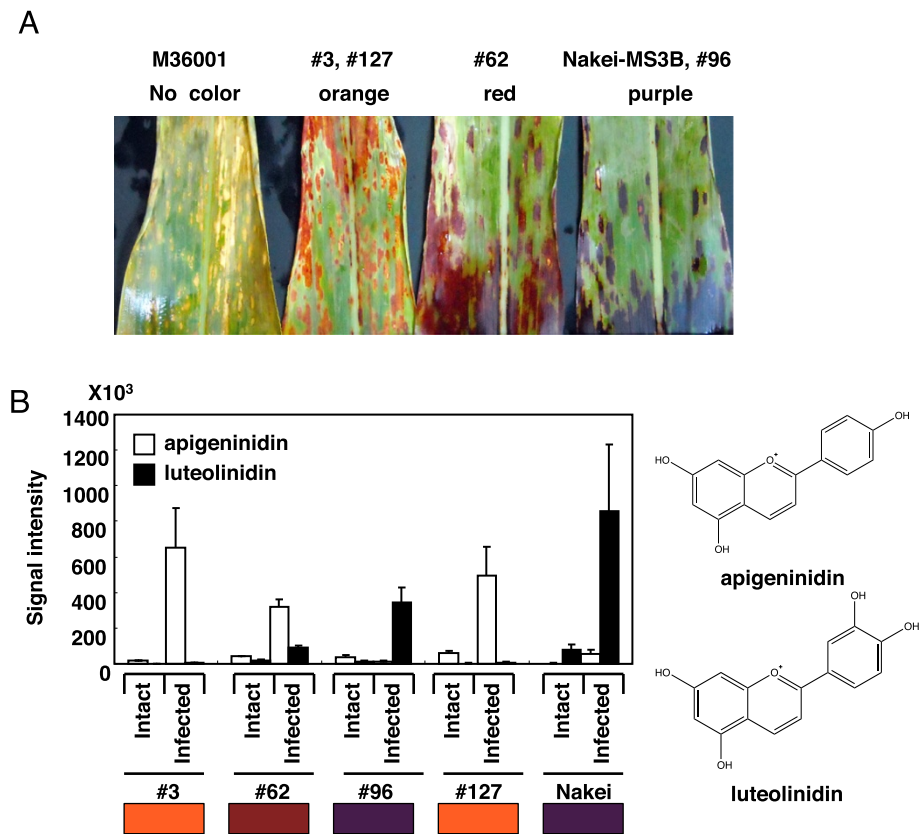 A
M36001 #3, #127 #62 Nakei-MS3B, #96
No color orange red purple
B
X10³
1400
1200
1000
800
600
400
200
0
Signal intensity
apigeninidin
luteolinidin
Intact Infected Intact Infected Intact Infected Intact Infected Intact Infected
#3 #62 #96 #127 Nakei
OH
HO
O+
OH
apigeninidin
OH
OH
HO
O+
OH
luteolinidin